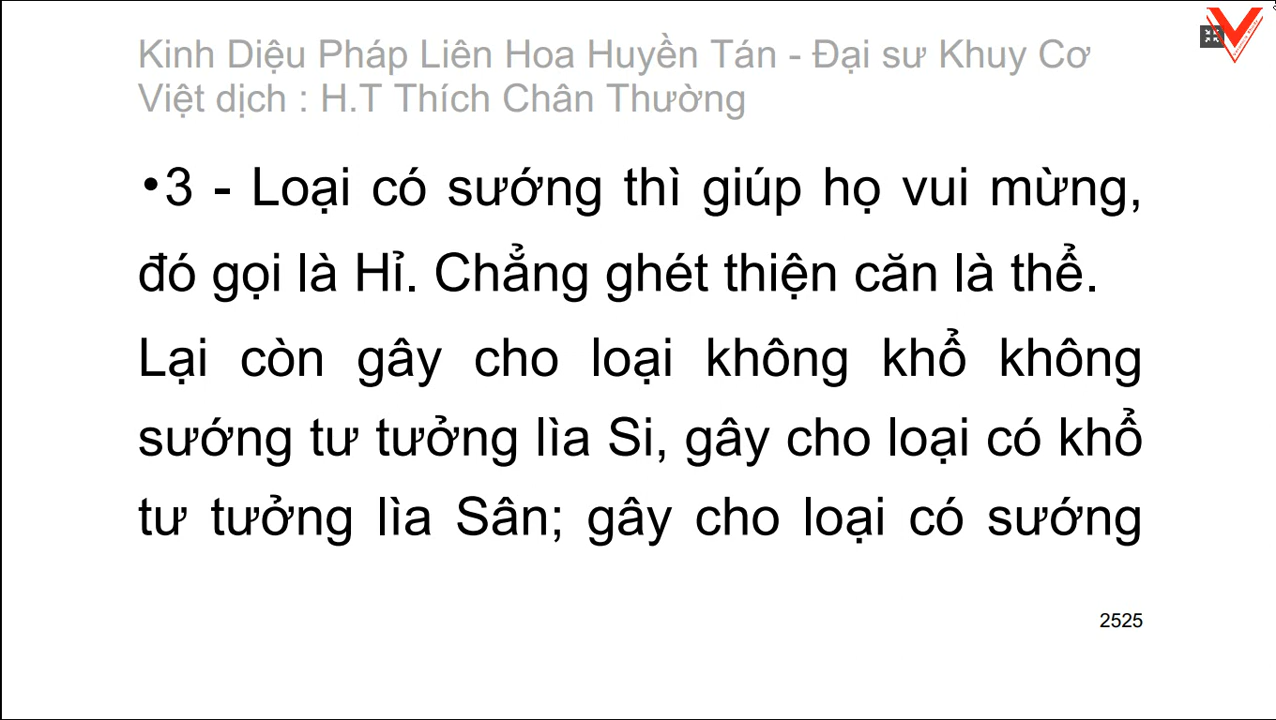 Kinh Diệu Pháp Liên Hoa Huyền Tán - Đại sư Khuy Cơ
Việt dịch : H.T Thích Chân Thường
•3 - Loại có sướng thì giúp họ vui mừng,
đó gọi là Hỉ. Chẳng ghét thiện căn là thể.
Lại còn gây cho loại không khổ không
sướng tư tưởng lìa Si, gây cho loại có khổ
tư tưởng lìa Sân; gây cho loại có sướng
2525